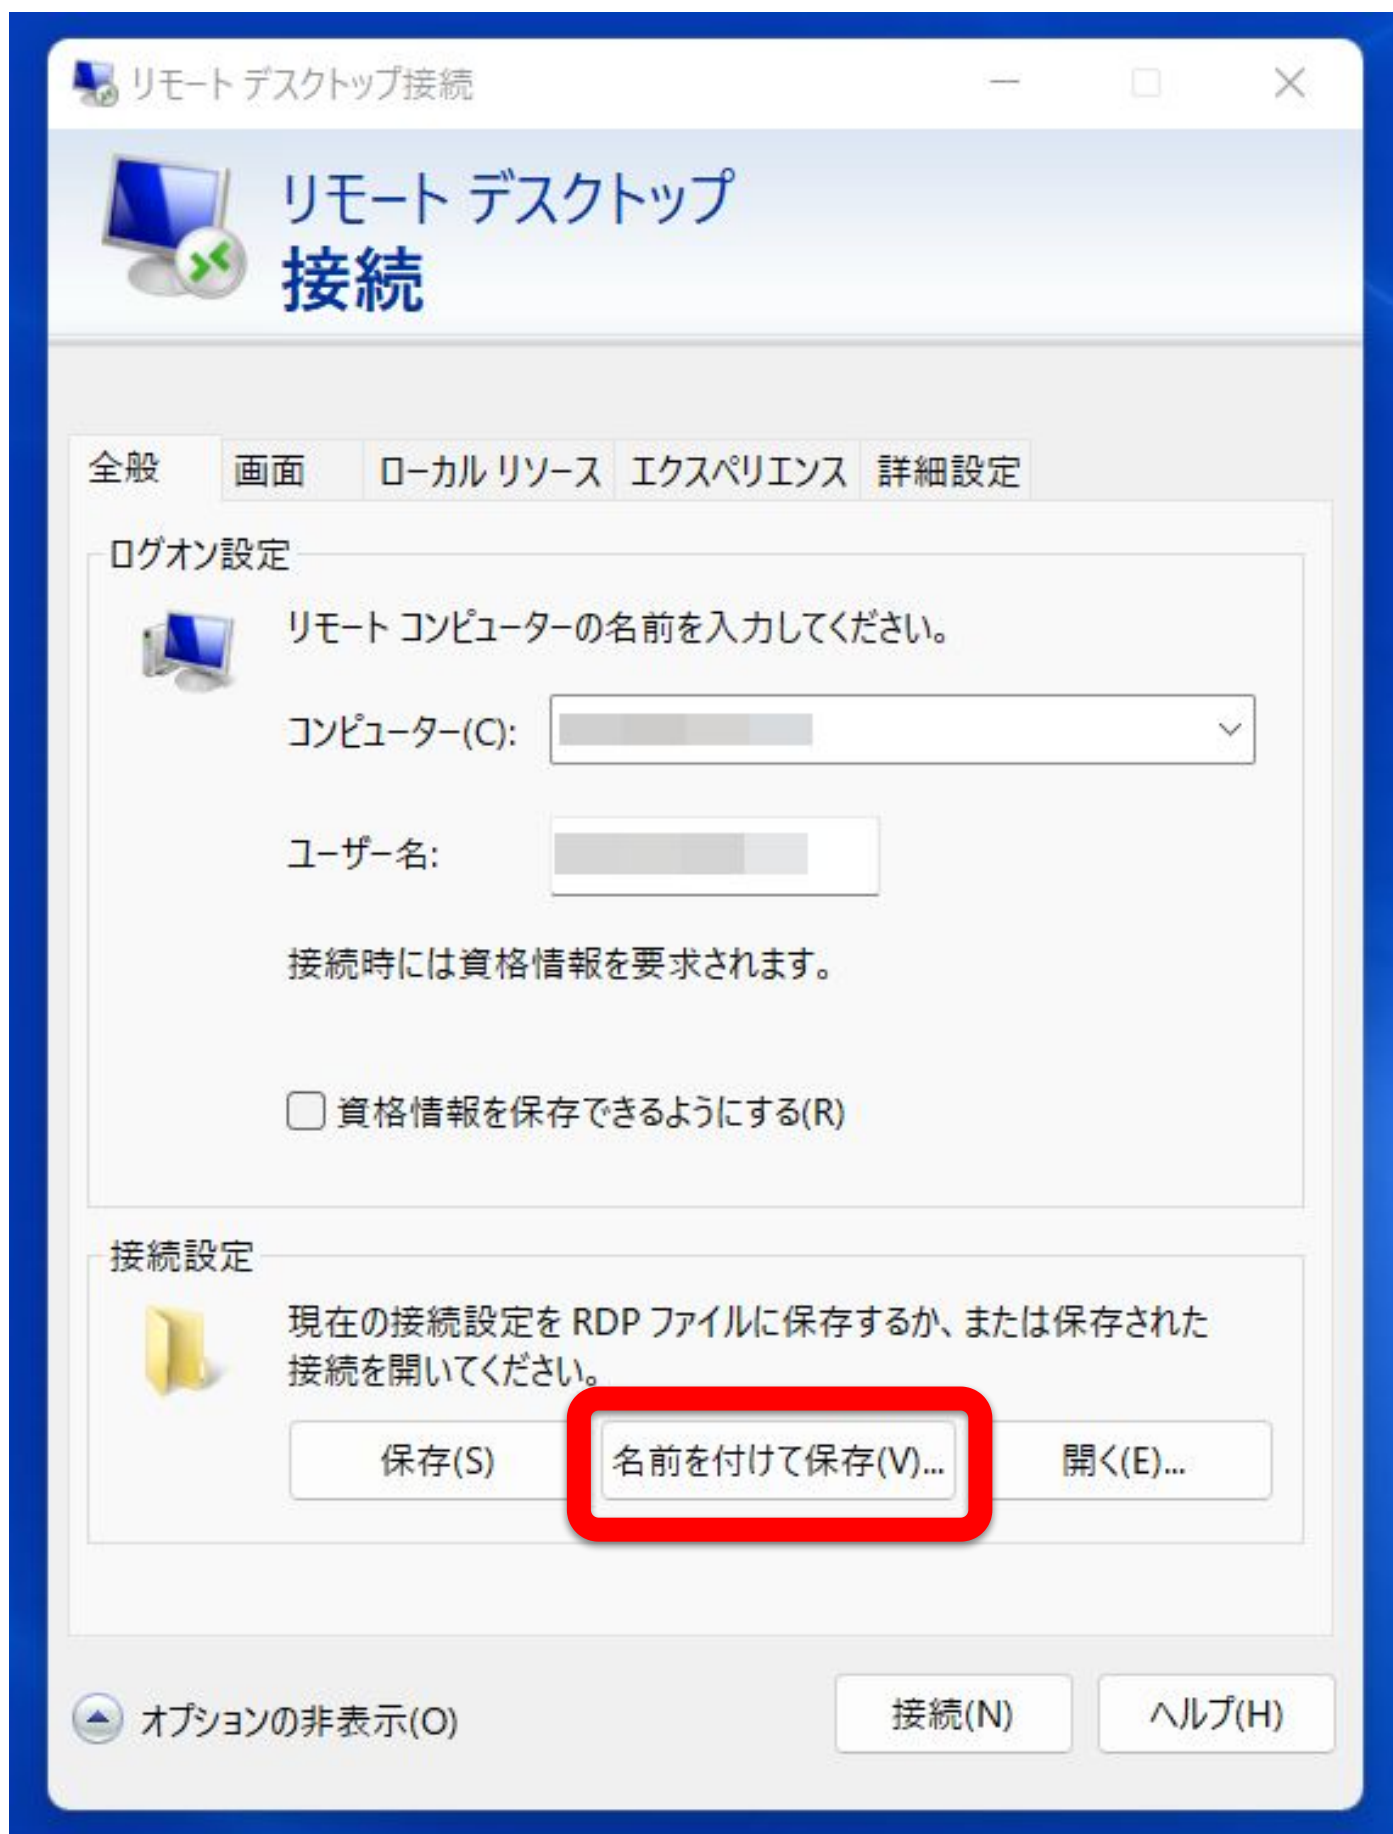 リモート デスクトップ接続
リモート デスクトップ
接続
全般 画面 ローカル リソース エクスペリエンス 詳細設定
ログオン設定
リモート コンピューターの名前を入力してください。
コンピューター(C):
ユーザー名:
接続時には資格情報を要求されます。
資格情報を保存できるようにする(R)
接続設定
現在の接続設定を RDP ファイルに保存するか、または保存された
接続を開いてください。
保存(S) 名前を付けて保存(V)... 開く(E)...
オプションの非表示(O) 接続(N) ヘルプ(H)